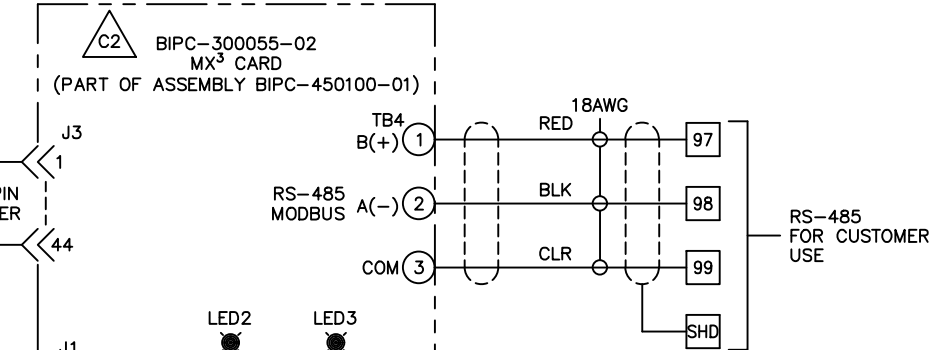 C2
BIPC-300055-02
MX³ CARD
(PART OF ASSEMBLY BIPC-450100-01)
J3
1
PIN
44
TB4
B(+) 1
RS-485
MODBUS
A(-) 2
COM 3
18AWG
RED
BLK
CLR
97
98
99
SHD
RS-485
FOR CUSTOMER
USE
LED2
LED3
J1